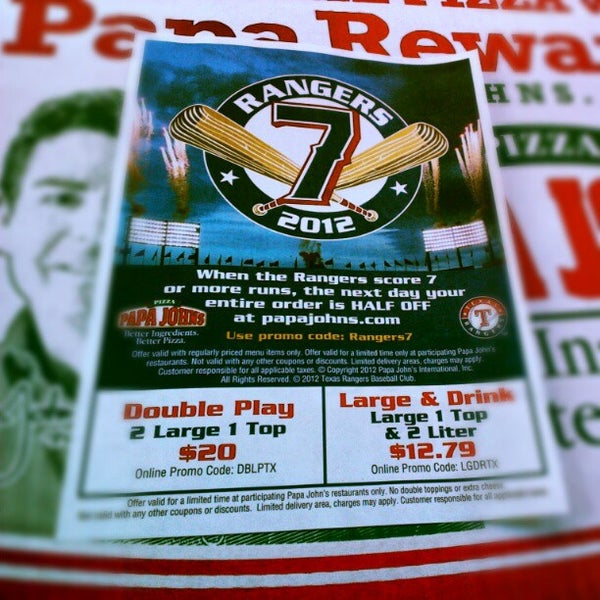 Papa Rewa
HNS.
PIZZA
RANGERS
7
2012
When the Rangers score 7
or more runs, the next day your
entire order is HALF OFF
at papajohns.com
Use promo code: Rangers7
PIZZA
PAPA JOHNS
Better Ingredients.
Better Pizza.
TEXAS
T
Offer valid with regularly priced menu items only. Offer valid for a limited time only at participating Papa John's
restaurants. Not valid with any other coupons or discounts. Limited delivery areas, charges may apply.
Customer responsible for all applicable taxes. © Copyright 2012 Papa John's International, Inc.
All Rights Reserved. © 2012 Texas Rangers Baseball Club.
Double Play
2 Large 1 Top
$20
Online Promo Code: DBLPTX
Large & Drink
Large 1 Top
& 2 Liter
$12.79
Online Promo Code: LGDRTX
Offer valid for a limited time at participating Papa John's restaurants only. No double toppings or extra cheese.
Not valid with any other coupons or discounts. Limited delivery area, charges may apply. Customer responsible for all applicable taxes.